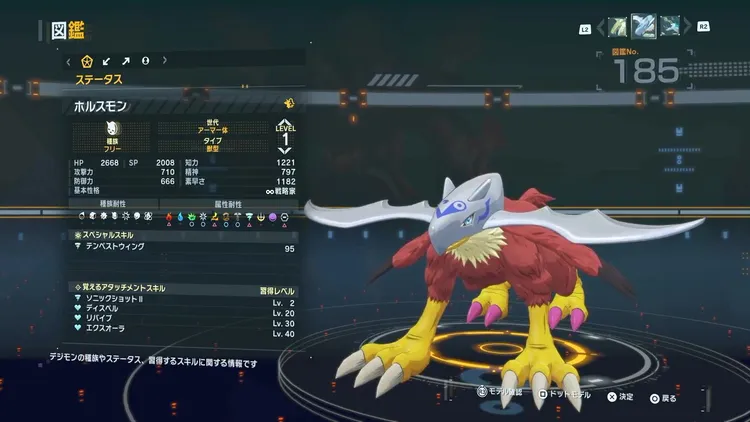 図鑑
L2
R2
図鑑No.
185
ステータス
ホルスモン
種族
フリー
世代
アーマー体
タイプ
獣型
LEVEL
1
HP 2668 SP 2008 知力 1221
攻撃力 710 精神 797
防御力 666 素早さ 1182
基本性格 ∞戦略家
種族耐性 属性耐性
スペシャルスキル
テンペストウィング 95
覚えるアタッチメントスキル 習得レベル
ソニックショットII Lv. 2
ディスペル Lv. 20
リバイブ Lv. 30
エクスオーラ Lv. 40
デジモンの種族やステータス、習得するスキルに関する情報です
モデル確認 ドットモデル 決定 戻る